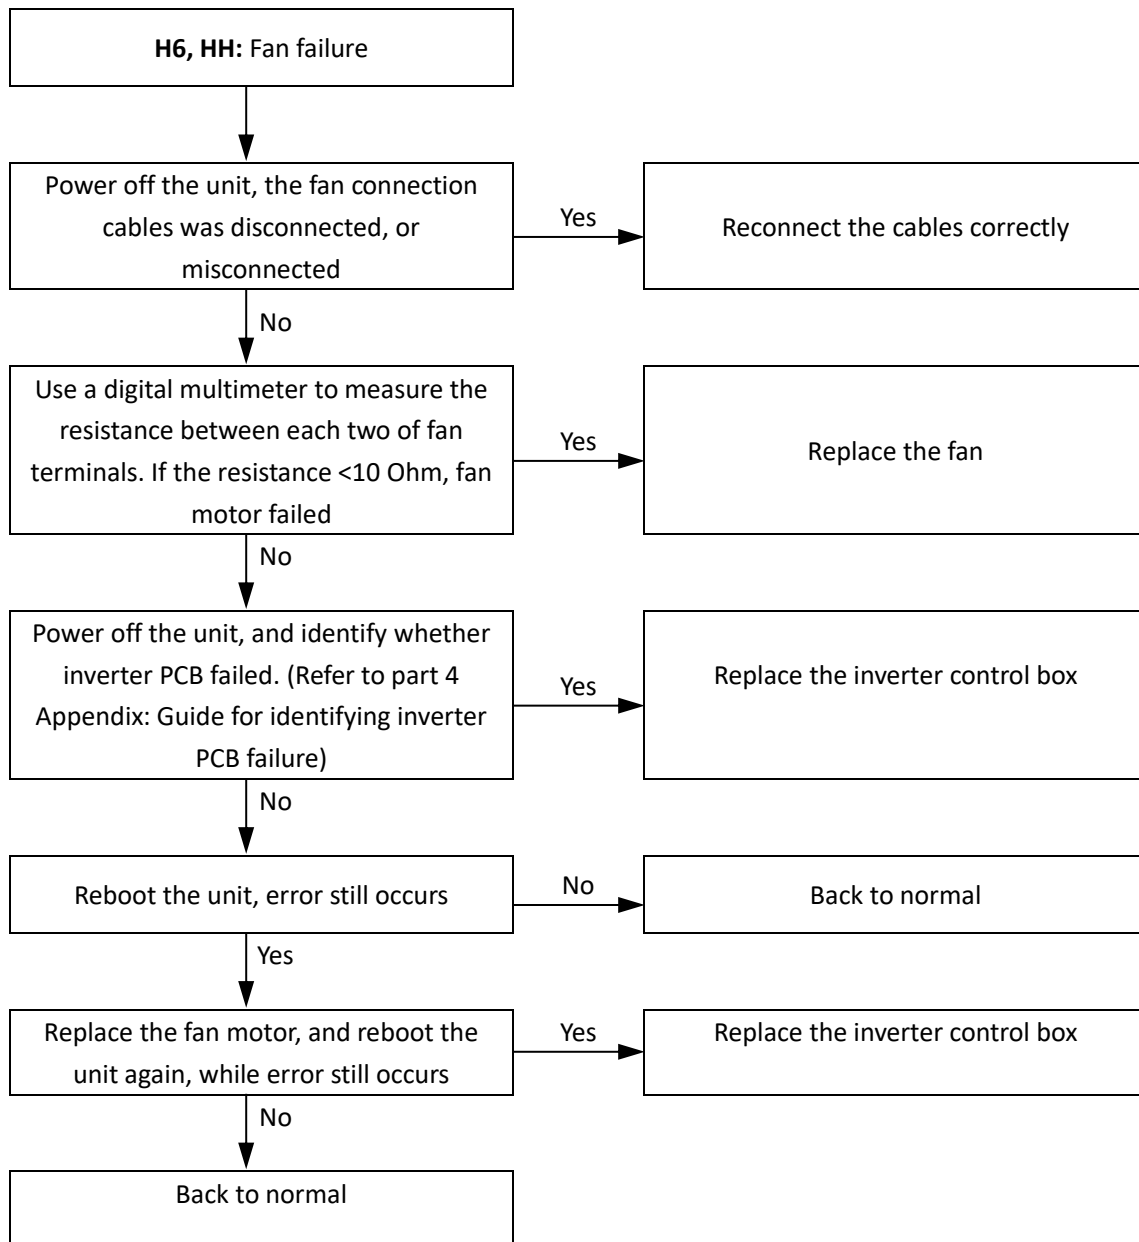 H6, HH: Fan failure
Power off the unit, the fan connection
cables was disconnected, or
misconnected
Yes
Reconnect the cables correctly
No
Use a digital multimeter to measure the
resistance between each two of fan
terminals. If the resistance <10 Ohm, fan
motor failed
Yes
Replace the fan
No
Power off the unit, and identify whether
inverter PCB failed. (Refer to part 4
Appendix: Guide for identifying inverter
PCB failure)
Yes
Replace the inverter control box
No
Reboot the unit, error still occurs
No
Back to normal
Yes
Replace the fan motor, and reboot the
unit again, while error still occurs
Yes
Replace the inverter control box
No
Back to normal